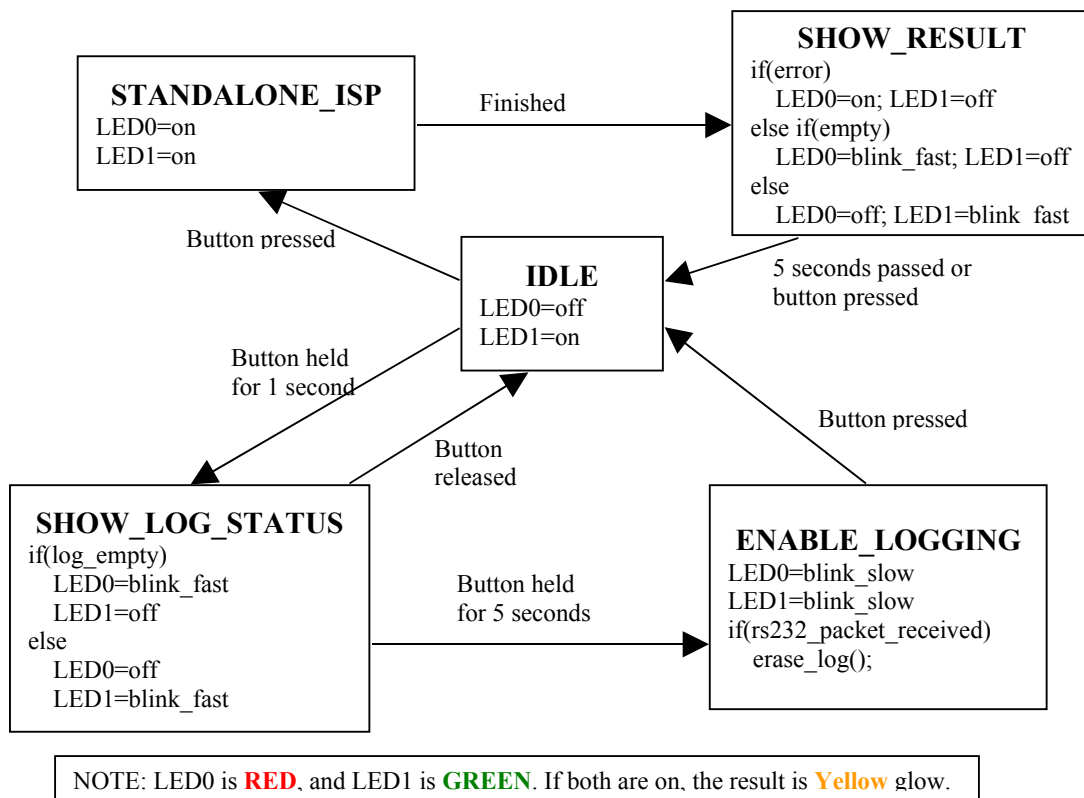 STANDALONE_ISP
LED0=on
LED1=on
Finished
SHOW_RESULT
if(error)
LED0=on; LED1=off
else if(empty)
LED0=blink_fast; LED1=off
else
LED0=off; LED1=blink_fast
Button pressed
IDLE
LED0=off
LED1=on
5 seconds passed or
button pressed
Button held
for 1 second
Button
released
Button pressed
SHOW_LOG_STATUS
if(log_empty)
LED0=blink_fast
LED1=off
else
LED0=off
LED1=blink_fast
Button held
for 5 seconds
ENABLE_LOGGING
LED0=blink_slow
LED1=blink_slow
if(rs232_packet_received)
erase_log();
NOTE: LED0 is RED, and LED1 is GREEN. If both are on, the result is Yellow glow.